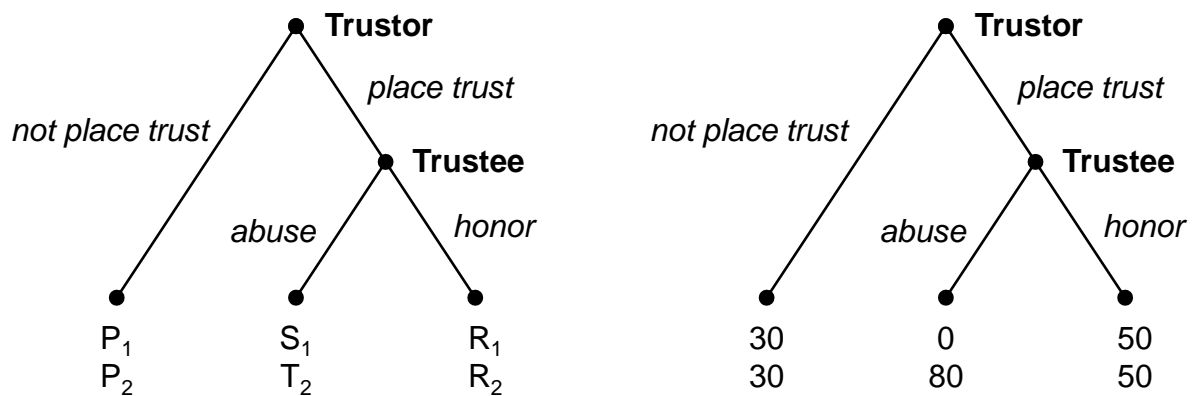 Trustor
place trust
not place trust
Trustee
abuse
honor
P₁ S₁ R₁
P₂ T₂ R₂
Trustor
place trust
not place trust
Trustee
abuse
honor
30 0 50
30 80 50